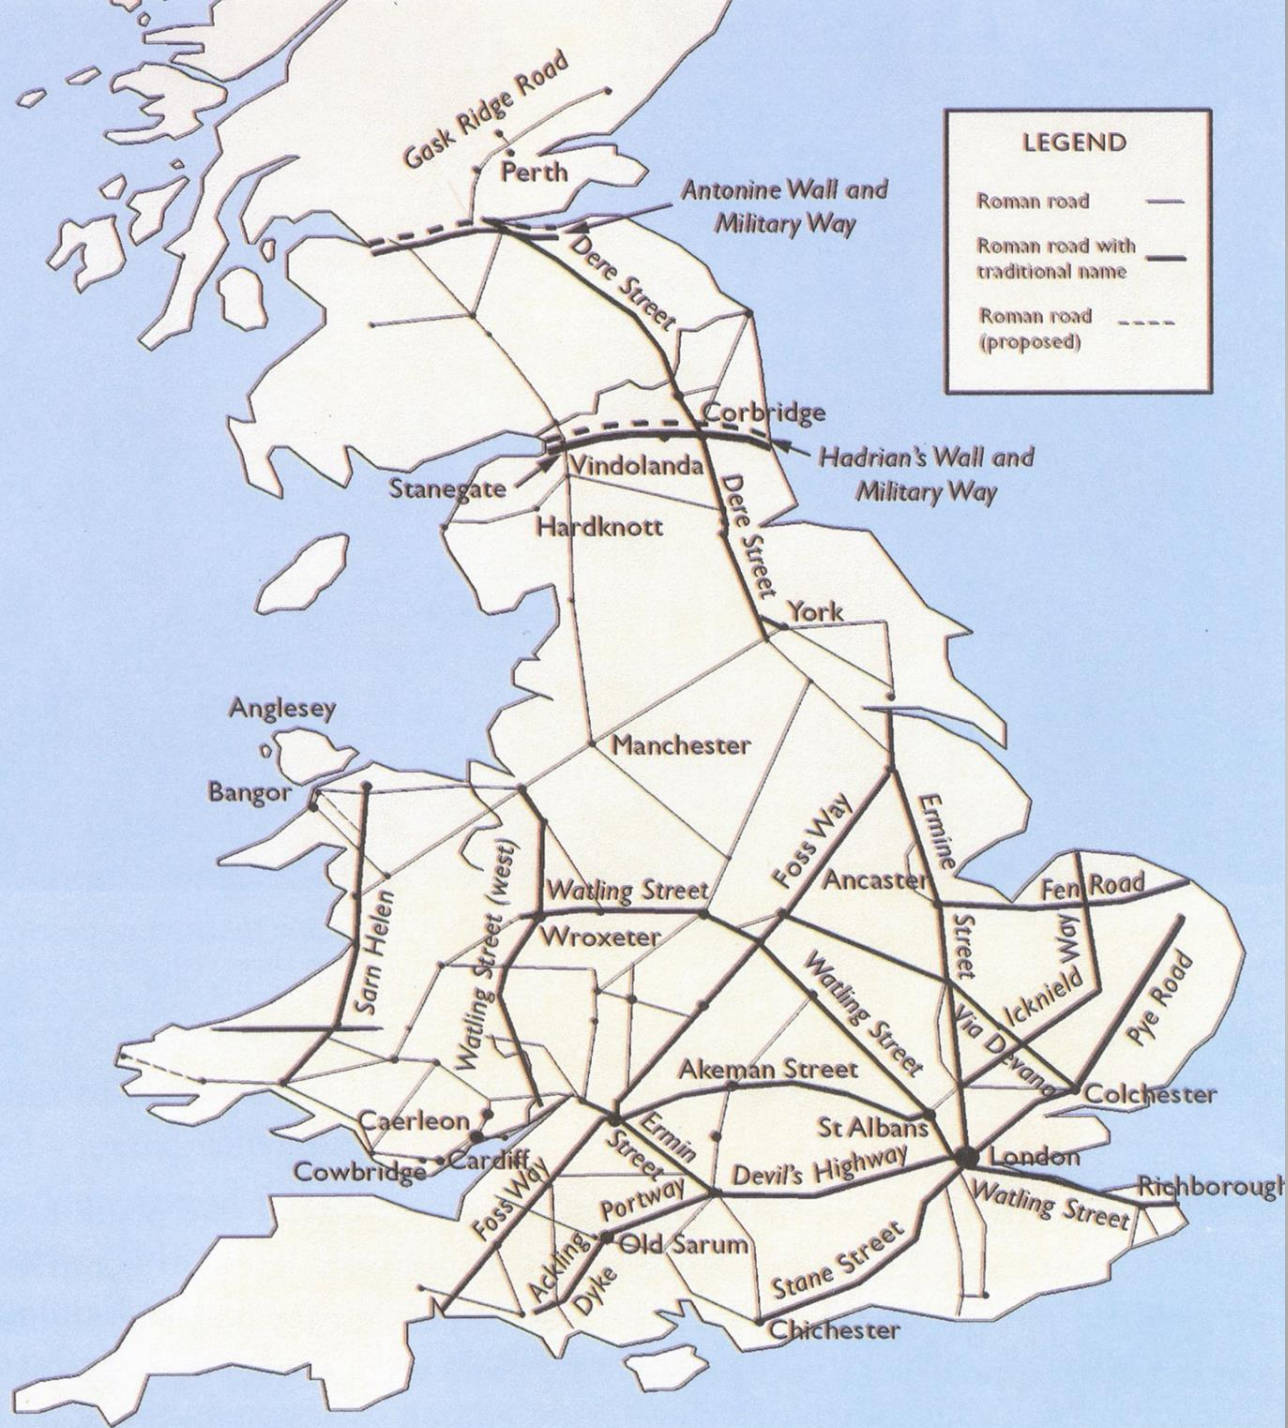 Gask Ridge Road
Perth
Antonine Wall and
Military Way
LEGEND
Roman road
Roman road with
traditional name
Roman road
(proposed)
Dere Street
Corbridge
Hadrian's Wall and
Military Way
Vindolanda
Stanegate
Hardknott
Dere Street
York
Anglesey
Manchester
Bangor
Foss Way
Ermine
Street
Ancaster
Fen Road
Watling Street
Wroxeter
Watling Street (west)
Sarn Helen
Watling Street
Icknield Way
Pye Road
Via Devana
Akeman Street
Colchester
Caerleon
St Albans
Ermin
Street
Cowbridge
Cardiff
London
Devil's Highway
Richborough
Watling Street
Foss Way
Portway
Old Sarum
Ackling
Dyke
Stane Street
Chichester